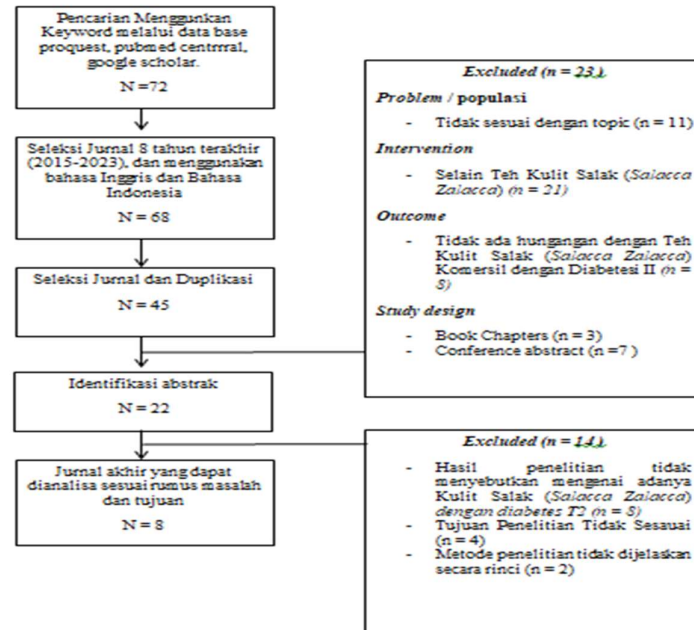 Pencarian Menggunkan
Keyword melalui data base
proquest, pubmed centrrral,
google scholar.
N =72
Seleksi Jurnal 8 tahun terakhir
(2015-2023), dan menggunakan
bahasa Inggris dan Bahasa
Indonesia
N = 68
Seleksi Jurnal dan Duplikasi
N = 45
Identifikasi abstrak
N = 22
Jurnal akhir yang dapat
dianalisa sesuai rumus masalah
dan tujuan
N = 8
Excluded (n = 23)
Problem / populasi
- Tidak sesuai dengan topic (n = 11)
Intervention
- Selain Teh Kulit Salak (Salacca
Zalacca) (n = 21)
Outcome
- Tidak ada hungangan dengan Teh
Kulit Salak (Salacca Zalacca)
Komersil dengan Diabetesi II (n =
8)
Study design
- Book Chapters (n = 3)
- Conference abstract (n =7 )
Excluded (n = 14)
- Hasil penelitian tidak
menyebutkan mengenai adanya
Kulit Salak (Salacca Zalacca)
dengan diabetes T2 (n = 8)
- Tujuan Penelitian Tidak Sesauai
(n = 4)
- Metode penelitian tidak dijelaskan
secara rinci (n = 2)